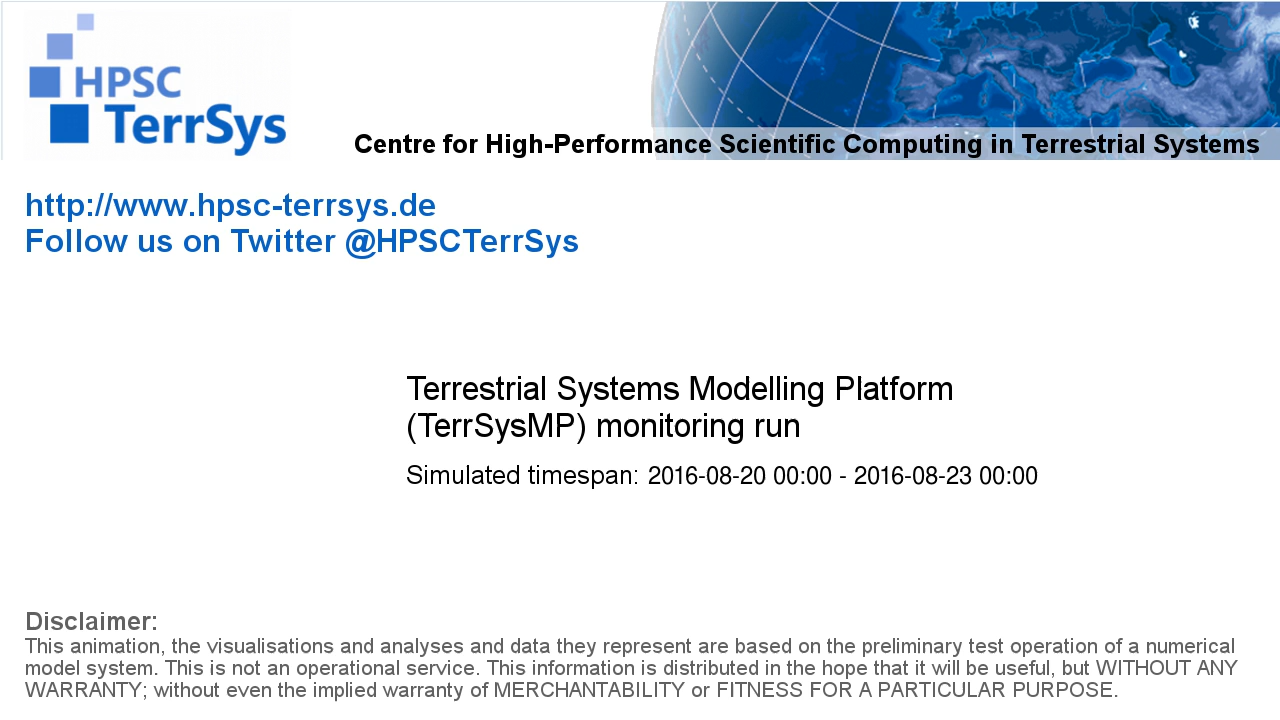 HPSC
TerrSys
Centre for High-Performance Scientific Computing in Terrestrial Systems
http://www.hpsc-terrsys.de
Follow us on Twitter @HPSCTerrSys
Terrestrial Systems Modelling Platform
(TerrSysMP) monitoring run
Simulated timespan: 2016-08-20 00:00 - 2016-08-23 00:00
Disclaimer:
This animation, the visualisations and analyses and data they represent are based on the preliminary test operation of a numerical
model system. This is not an operational service. This information is distributed in the hope that it will be useful, but WITHOUT ANY
WARRANTY; without even the implied warranty of MERCHANTABILITY or FITNESS FOR A PARTICULAR PURPOSE.